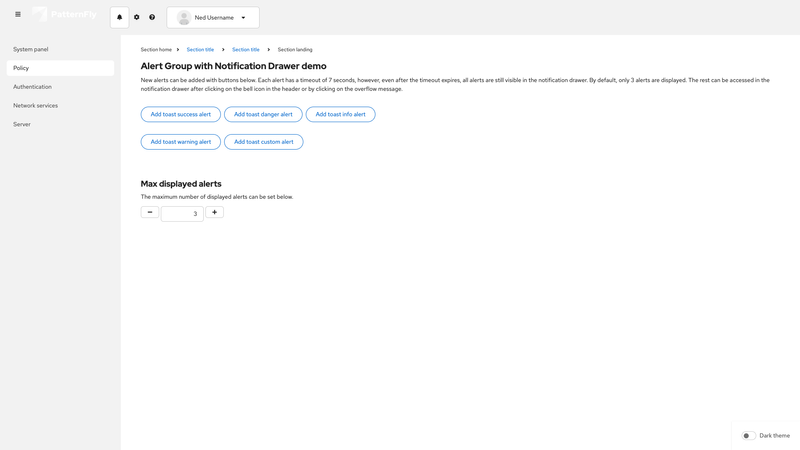 PatternFly
Ned Username
System panel
Policy
Authentication
Network services
Server
Section home
Section title
Section title
Section landing
Alert Group with Notification Drawer demo
New alerts can be added with buttons below. Each alert has a timeout of 7 seconds, however, even after the timeout expires, all alerts are still visible in the notification drawer. By default, only 3 alerts are displayed. The rest can be accessed in the
notification drawer after clicking on the bell icon in the header or by clicking on the overflow message.
Add toast success alert
Add toast danger alert
Add toast info alert
Add toast warning alert
Add toast custom alert
Max displayed alerts
The maximum number of displayed alerts can be set below.
3
Dark theme